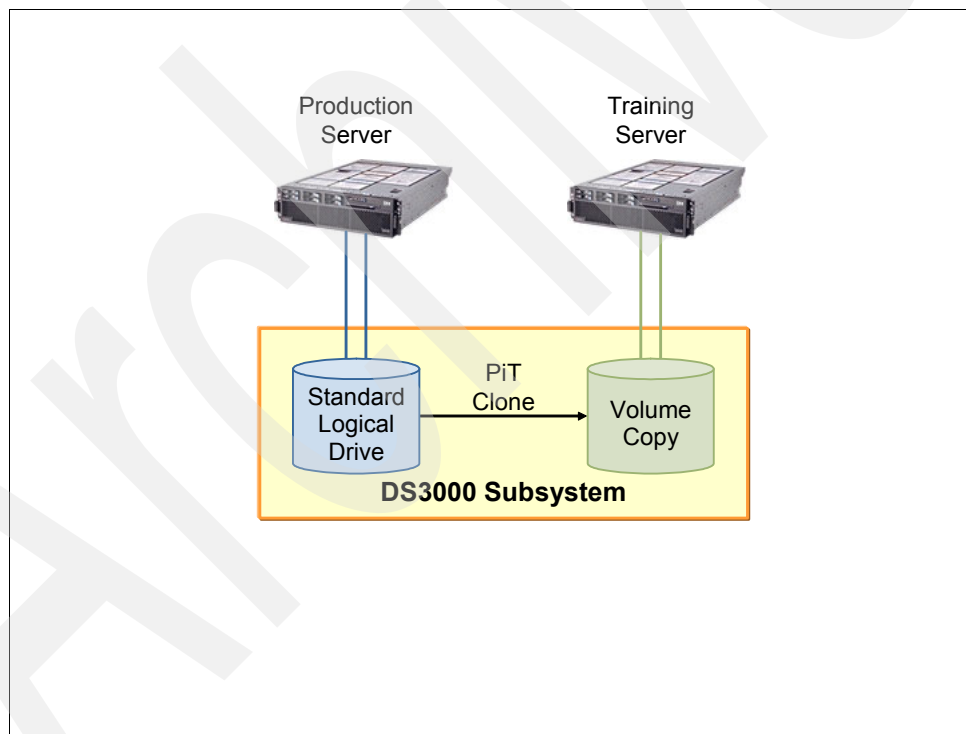 Production
Server
Training
Server
Standard
Logical
Drive
PiT
Clone
Volume
Copy
DS3000 Subsystem